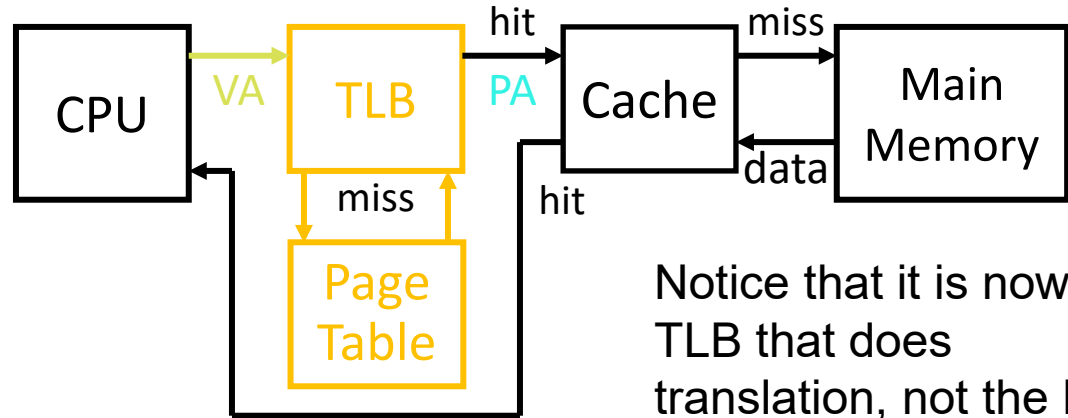 hit
miss
CPU
VA
TLB
PA
Cache
Main
Memory
miss
hit
data
Page
Table
Notice that it is now
TLB that does
translation, not the